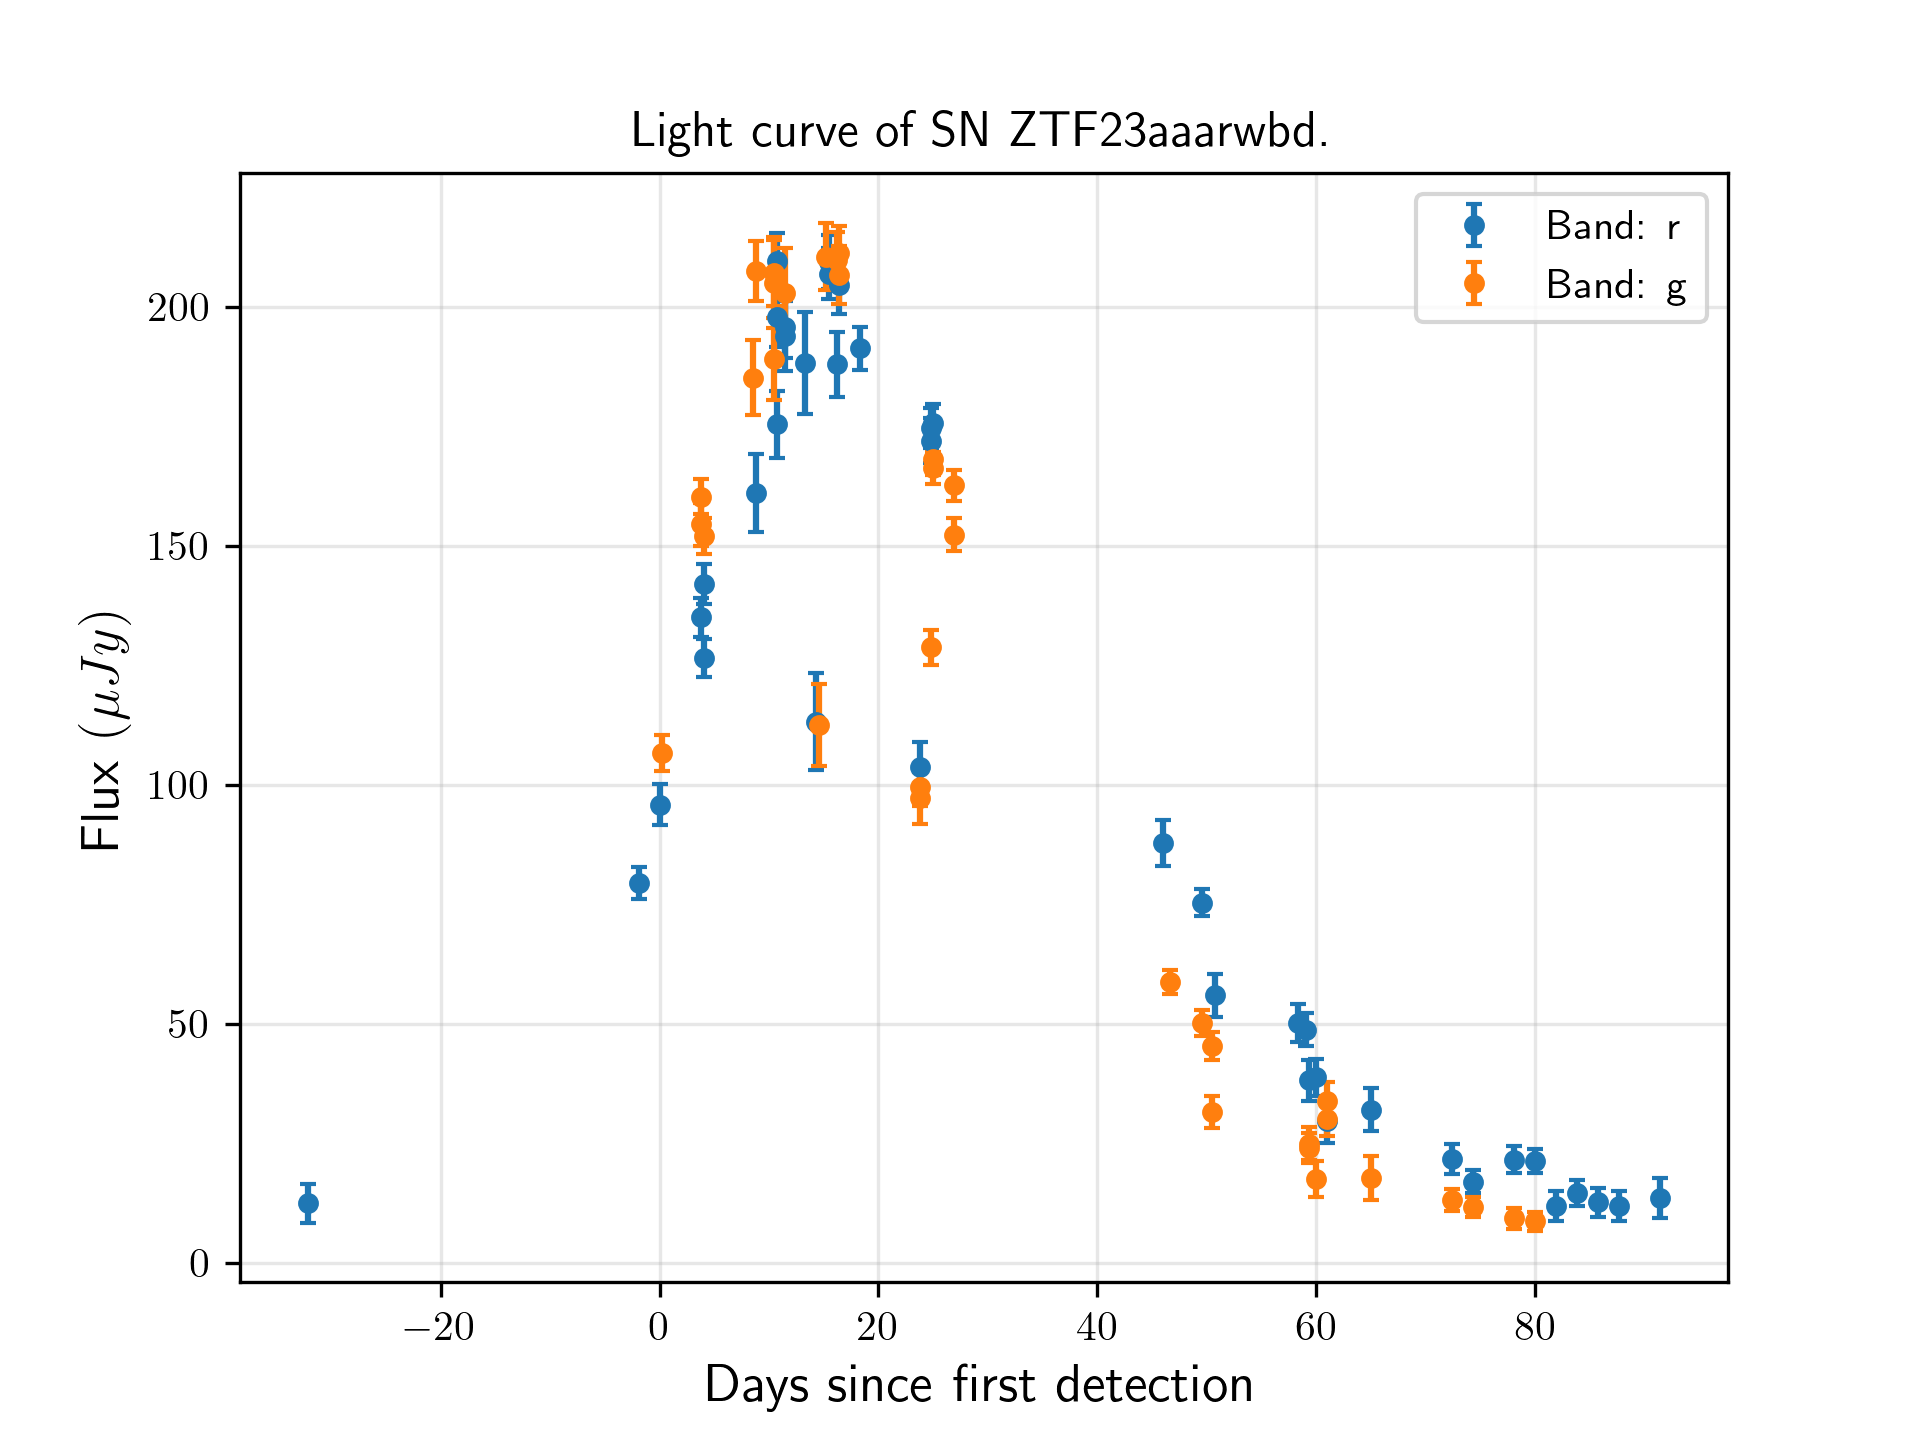 Light curve of SN ZTF23aaarwbd.
Band: r
Band: g
200
150
100
50
0
Flux (μJy)
−20 0 20 40 60 80
Days since first detection